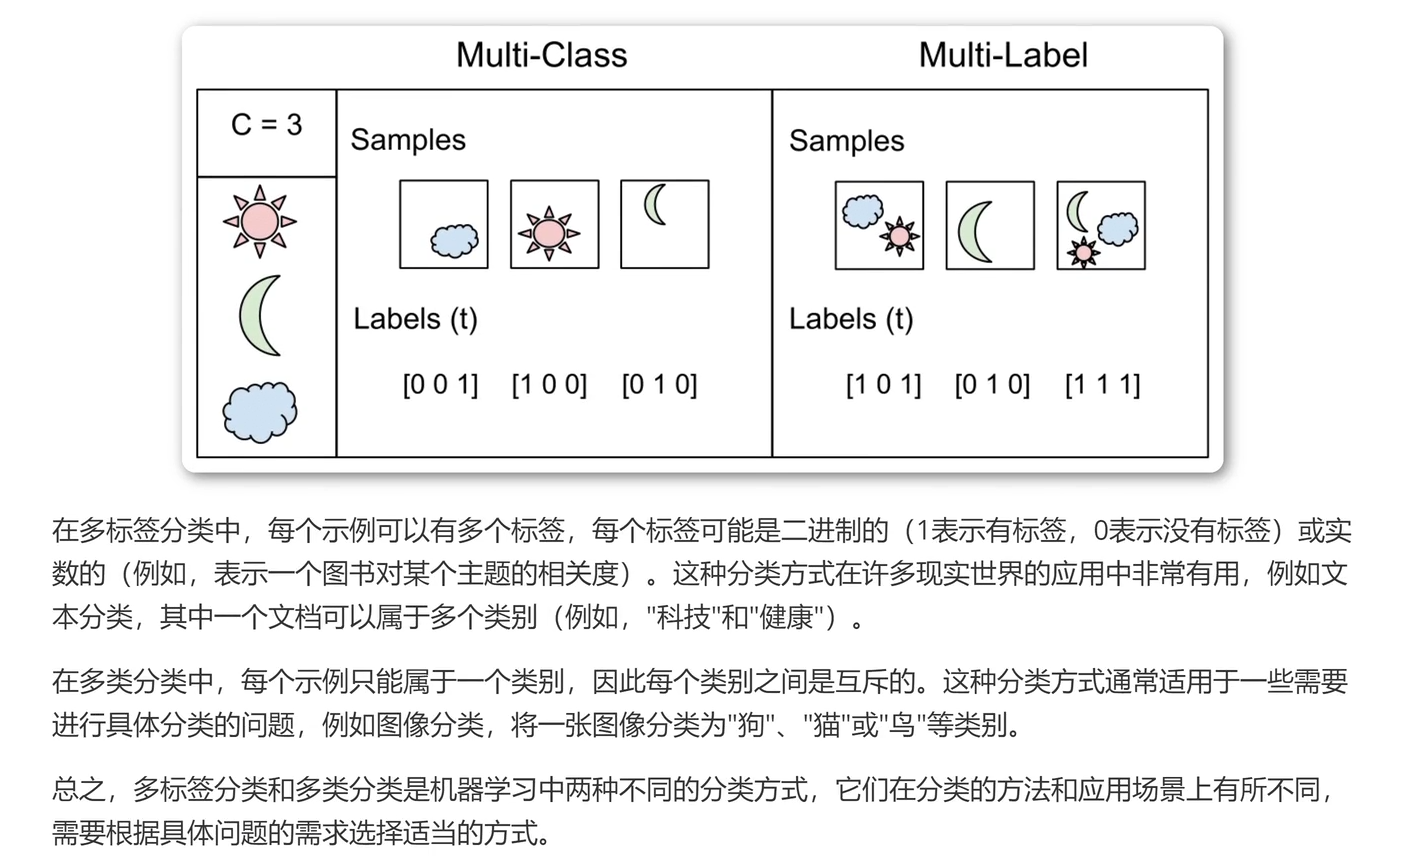 Multi-Class
Multi-Label
C = 3
Samples
Labels (t)
[0 0 1] [1 0 0] [0 1 0]
Samples
Labels (t)
[1 0 1] [0 1 0] [1 1 1]
在多标签分类中，每个示例可以有多个标签，每个标签可能是二进制的（1表示有标签，0表示没有标签）或实
数的（例如，表示一个图书对某个主题的相关度）。这种分类方式在许多现实世界的应用中非常有用，例如文
本分类，其中一个文档可以属于多个类别（例如，"科技"和"健康"）。
在多类分类中，每个示例只能属于一个类别，因此每个类别之间是互斥的。这种分类方式通常适用于一些需要
进行具体分类的问题，例如图像分类，将一张图像分类为"狗"、"猫"或"鸟"等类别。
总之，多标签分类和多类分类是机器学习中两种不同的分类方式，它们在分类的方法和应用场景上有所不同，
需要根据具体问题的需求选择适当的方式。